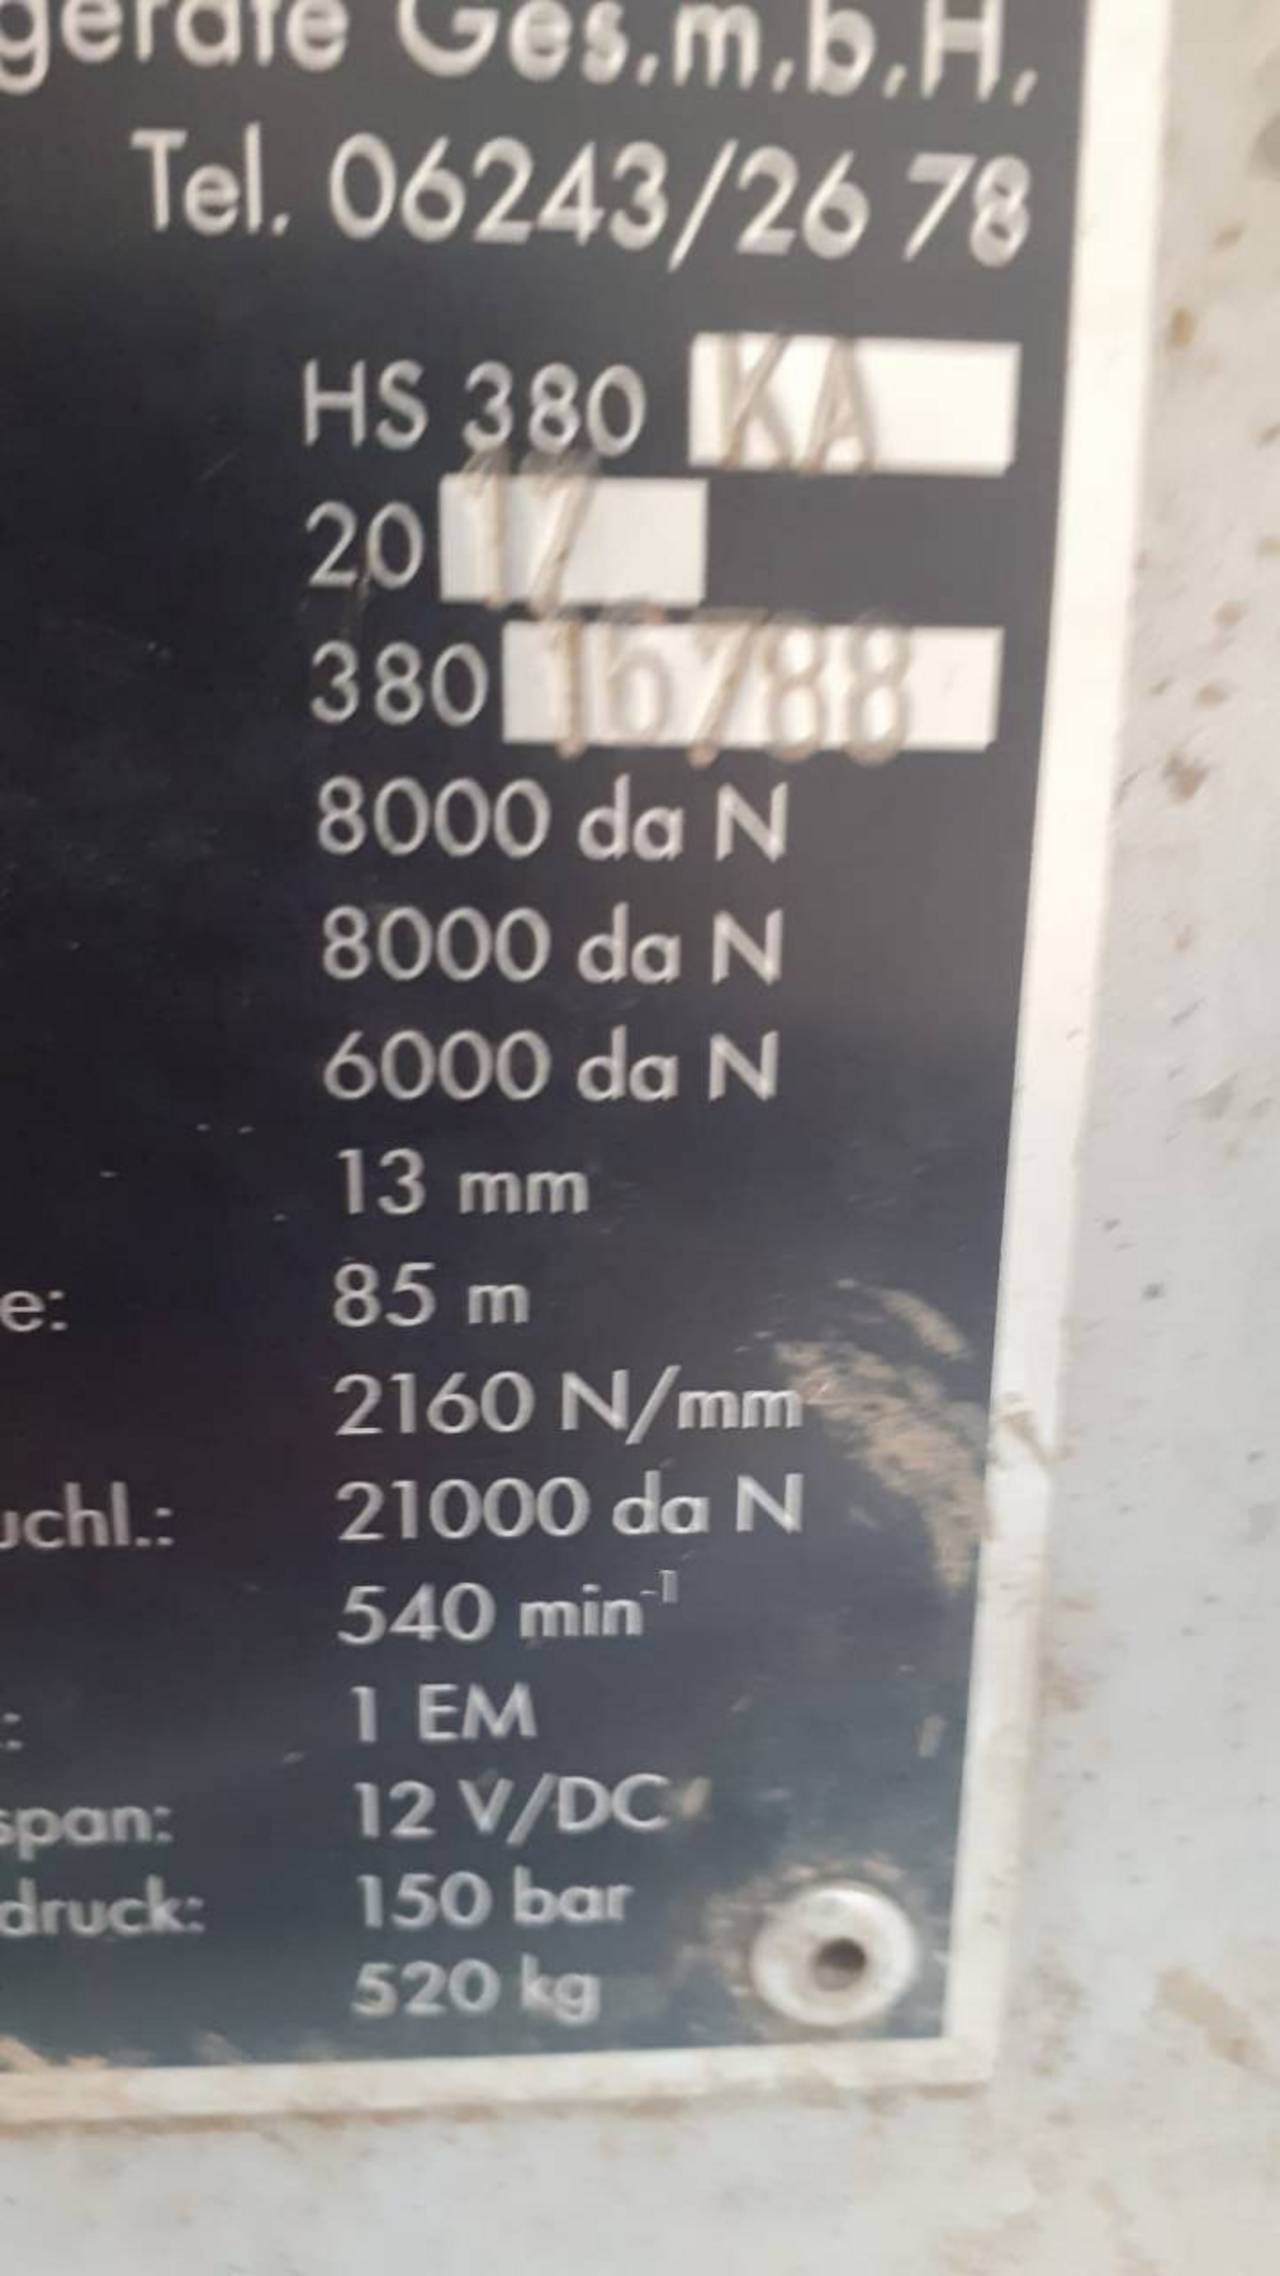 geräte Ges.m.b.H,
Tel. 06243/26 78
HS 380 KA
20 17
380 16788
8000 da N
8000 da N
6000 da N
13 mm
e: 85 m
2160 N/mm
uchl.: 21000 da N
540 min⁻¹
: 1 EM
span: 12 V/DC
druck: 150 bar
520 kg